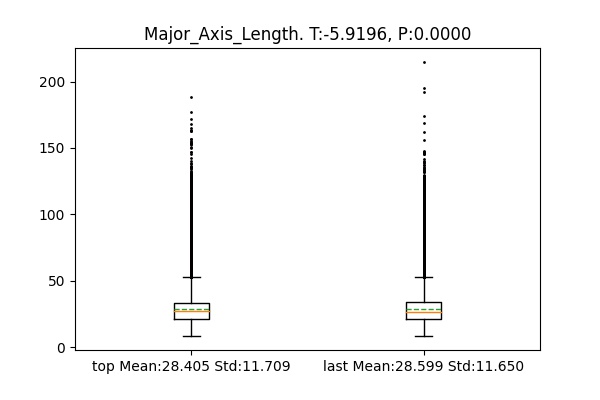 Major_Axis_Length. T:-5.9196, P:0.0000
200
150
100
50
0
top Mean:28.405 Std:11.709
last Mean:28.599 Std:11.650